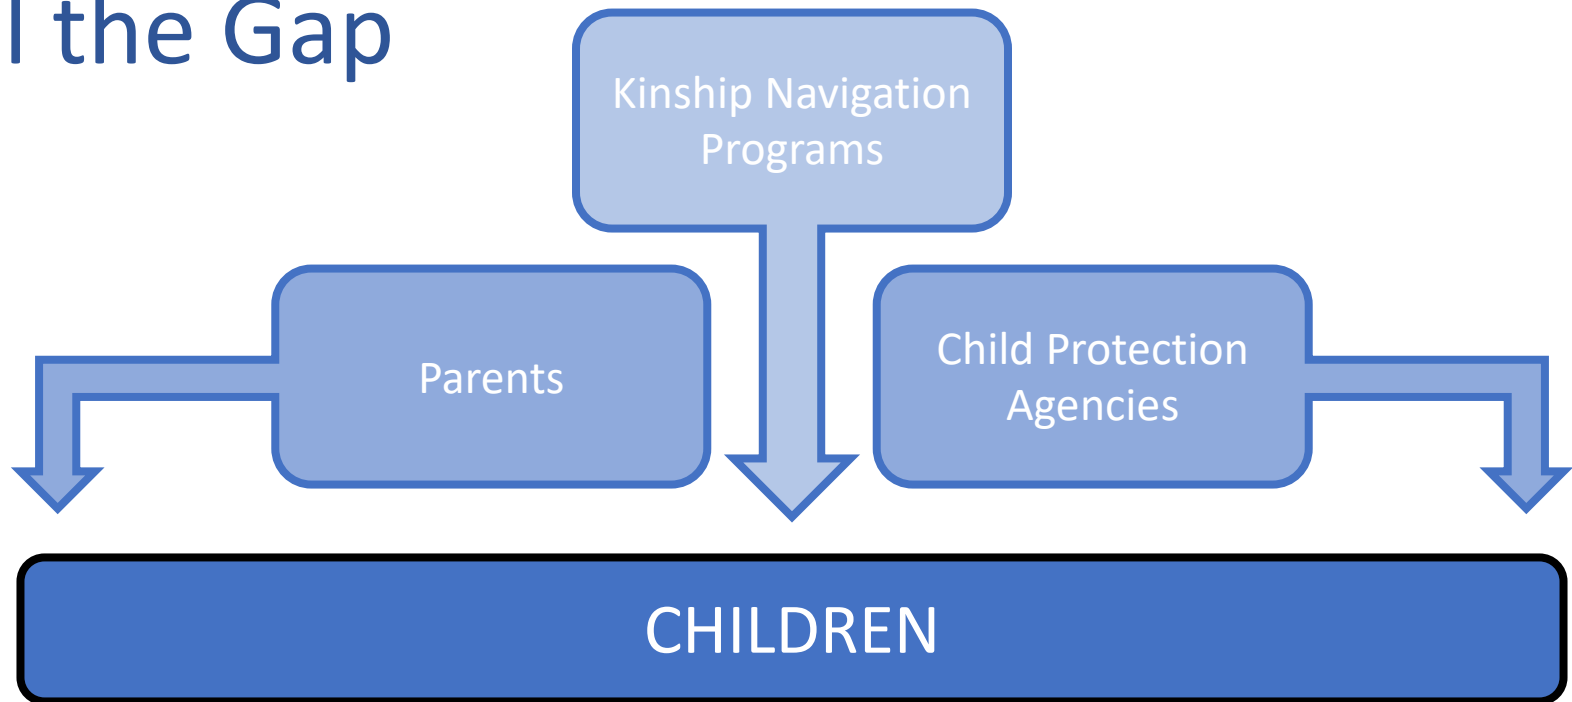 the Gap
Kinship Navigation
Programs
Parents
Child Protection
Agencies
CHILDREN